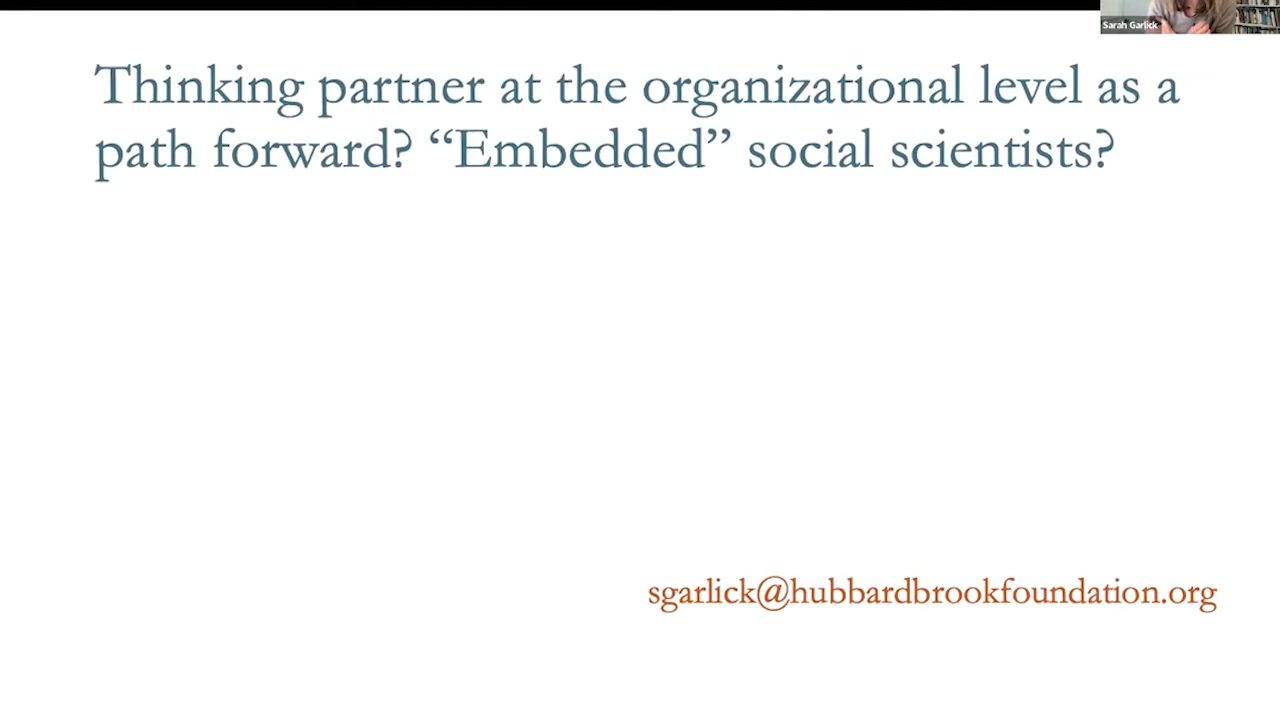 Sarah Garlick
Thinking partner at the organizational level as a
path forward? “Embedded” social scientists?
sgarlick@hubbardbrookfoundation.org